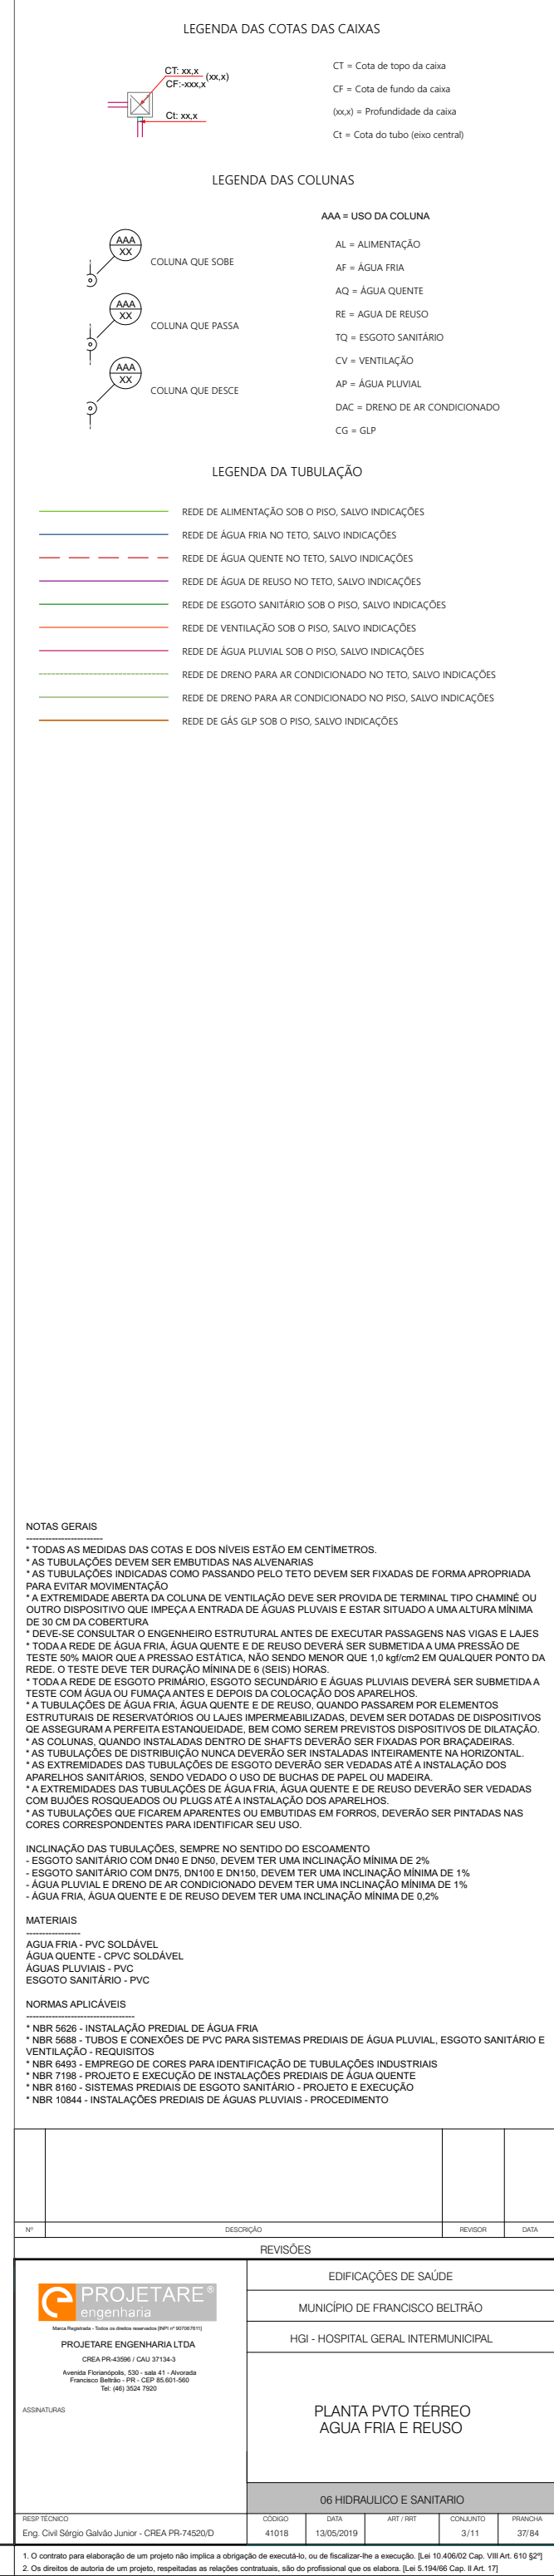 LEGENDA DAS COTAS DAS CAIXAS
CT: xx,x
CF:-xxx,x
(xx,x)
Ct: xx,x
CT = Cota de topo da caixa
CF = Cota de fundo da caixa
(xx,x) = Profundidade da caixa
Ct = Cota do tubo (eixo central)
LEGENDA DAS COLUNAS
AAA
XX
COLUNA QUE SOBE
AAA
XX
COLUNA QUE PASSA
AAA
XX
COLUNA QUE DESCE
AAA = USO DA COLUNA
AL = ALIMENTAÇÃO
AF = ÁGUA FRIA
AQ = ÁGUA QUENTE
RE = AGUA DE REUSO
TQ = ESGOTO SANITÁRIO
CV = VENTILAÇÃO
AP = ÁGUA PLUVIAL
DAC = DRENO DE AR CONDICIONADO
CG = GLP
LEGENDA DA TUBULAÇÃO
REDE DE ALIMENTAÇÃO SOB O PISO, SALVO INDICAÇÕES
REDE DE ÁGUA FRIA NO TETO, SALVO INDICAÇÕES
REDE DE ÁGUA QUENTE NO TETO, SALVO INDICAÇÕES
REDE DE ÁGUA DE REUSO NO TETO, SALVO INDICAÇÕES
REDE DE ESGOTO SANITÁRIO SOB O PISO, SALVO INDICAÇÕES
REDE DE VENTILAÇÃO SOB O PISO, SALVO INDICAÇÕES
REDE DE ÁGUA PLUVIAL SOB O PISO, SALVO INDICAÇÕES
REDE DE DRENO PARA AR CONDICIONADO NO TETO, SALVO INDICAÇÕES
REDE DE DRENO PARA AR CONDICIONADO NO PISO, SALVO INDICAÇÕES
REDE DE GÁS GLP SOB O PISO, SALVO INDICAÇÕES
NOTAS GERAIS
------------------------
* TODAS AS MEDIDAS DAS COTAS E DOS NÍVEIS ESTÃO EM CENTÍMETROS.
* AS TUBULAÇÕES DEVEM SER EMBUTIDAS NAS ALVENARIAS
* AS TUBULAÇÕES INDICADAS COMO PASSANDO PELO TETO DEVEM SER FIXADAS DE FORMA APROPRIADA
PARA EVITAR MOVIMENTAÇÃO
* A EXTREMIDADE ABERTA DA COLUNA DE VENTILAÇÃO DEVE SER PROVIDA DE TERMINAL TIPO CHAMINÉ OU
OUTRO DISPOSITIVO QUE IMPEÇA A ENTRADA DE ÁGUAS PLUVAIS E ESTAR SITUADO A UMA ALTURA MÍNIMA
DE 30 CM DA COBERTURA
* DEVE-SE CONSULTAR O ENGENHEIRO ESTRUTURAL ANTES DE EXECUTAR PASSAGENS NAS VIGAS E LAJES
* TODA A REDE DE ÁGUA FRIA, ÁGUA QUENTE E DE REUSO DEVERÁ SER SUBMETIDA A UMA PRESSÃO DE
TESTE 50% MAIOR QUE A PRESSAO ESTÁTICA, NÃO SENDO MENOR QUE 1,0 kgf/cm2 EM QUALQUER PONTO DA
REDE. O TESTE DEVE TER DURAÇÃO MÍNINA DE 6 (SEIS) HORAS.
* TODA A REDE DE ESGOTO PRIMÁRIO, ESGOTO SECUNDÁRIO E ÁGUAS PLUVIAIS DEVERÁ SER SUBMETIDA A
TESTE COM ÁGUA OU FUMAÇA ANTES E DEPOIS DA COLOCAÇÃO DOS APARELHOS.
* A TUBULAÇÕES DE ÁGUA FRIA, ÁGUA QUENTE E DE REUSO, QUANDO PASSAREM POR ELEMENTOS
ESTRUTURAIS DE RESERVATÓRIOS OU LAJES IMPERMEABILIZADAS, DEVEM SER DOTADAS DE DISPOSITIVOS
QE ASSEGURAM A PERFEITA ESTANQUEIDADE, BEM COMO SEREM PREVISTOS DISPOSITIVOS DE DILATAÇÃO.
* AS COLUNAS, QUANDO INSTALADAS DENTRO DE SHAFTS DEVERÃO SER FIXADAS POR BRAÇADEIRAS.
* AS TUBULAÇÕES DE DISTRIBUIÇÃO NUNCA DEVERÃO SER INSTALADAS INTEIRAMENTE NA HORIZONTAL.
* AS EXTREMIDADES DAS TUBULAÇÕES DE ESGOTO DEVERÃO SER VEDADAS ATÉ A INSTALAÇÃO DOS
APARELHOS SANITÁRIOS, SENDO VEDADO O USO DE BUCHAS DE PAPEL OU MADEIRA.
* A EXTREMIDADES DAS TUBULAÇÕES DE ÁGUA FRIA, ÁGUA QUENTE E DE REUSO DEVERÃO SER VEDADAS
COM BUJÕES ROSQUEADOS OU PLUGS ATÉ A INSTALAÇÃO DOS APARELHOS.
* AS TUBULAÇÕES QUE FICAREM APARENTES OU EMBUTIDAS EM FORROS, DEVERÃO SER PINTADAS NAS
CORES CORRESPONDENTES PARA IDENTIFICAR SEU USO.
INCLINAÇÃO DAS TUBULAÇÕES, SEMPRE NO SENTIDO DO ESCOAMENTO
- ESGOTO SANITÁRIO COM DN40 E DN50, DEVEM TER UMA INCLINAÇÃO MÍNIMA DE 2%
- ESGOTO SANITÁRIO COM DN75, DN100 E DN150, DEVEM TER UMA INCLINAÇÃO MÍNIMA DE 1%
- ÁGUA PLUVIAL E DRENO DE AR CONDICIONADO DEVEM TER UMA INCLINAÇÃO MÍNIMA DE 1%
- ÁGUA FRIA, ÁGUA QUENTE E DE REUSO DEVEM TER UMA INCLINAÇÃO MÍNIMA DE 0,2%
MATERIAIS
-----------------
AGUA FRIA - PVC SOLDÁVEL
ÁGUA QUENTE - CPVC SOLDÁVEL
ÁGUAS PLUVIAIS - PVC
ESGOTO SANITÁRIO - PVC
NORMAS APLICÁVEIS
----------------------------------
* NBR 5626 - INSTALAÇÃO PREDIAL DE ÁGUA FRIA
* NBR 5688 - TUBOS E CONEXÕES DE PVC PARA SISTEMAS PREDIAIS DE ÁGUA PLUVIAL, ESGOTO SANITÁRIO E
VENTILAÇÃO - REQUISITOS
* NBR 6493 - EMPREGO DE CORES PARA IDENTIFICAÇÃO DE TUBULAÇÕES INDUSTRIAIS
* NBR 7198 - PROJETO E EXECUÇÃO DE INSTALAÇÕES PREDIAIS DE ÁGUA QUENTE
* NBR 8160 - SISTEMAS PREDIAIS DE ESGOTO SANITÁRIO - PROJETO E EXECUÇÃO
* NBR 10844 - INSTALAÇÕES PREDIAIS DE ÁGUAS PLUVIAIS - PROCEDIMENTO
Nº DESCRIÇÃO REVISOR DATA
REVISÕES
PROJETARE®
engenharia
Marca Registrada - Todos os direitos reservados [INPI nº 907067811]
PROJETARE ENGENHARIA LTDA
CREA PR-43596 / CAU 37134-3
Avenida Florianópolis, 530 - sala 41 - Alvorada
Francisco Beltrão - PR - CEP 85.601-560
Tel: (46) 3524 7920
ASSINATURAS
EDIFICAÇÕES DE SAÚDE
MUNICÍPIO DE FRANCISCO BELTRÃO
HGI - HOSPITAL GERAL INTERMUNICIPAL
PLANTA PVTO TÉRREO
AGUA FRIA E REUSO
06 HIDRAULICO E SANITARIO
RESP TÉCNICO CODIGO DATA ART / RRT CONJUNTO PRANCHA
Eng. Civil Sérgio Galvão Junior - CREA PR-74520/D 41018 13/05/2019 3/11 37/84
1. O contrato para elaboração de um projeto não implica a obrigação de executá-lo, ou de fiscalizar-lhe a execução. [Lei 10.406/02 Cap. VIII Art. 610 §2º]
2. Os direitos de autoria de um projeto, respeitadas as relações contratuais, são do profissional que os elabora. [Lei 5.194/66 Cap. II Art. 17]